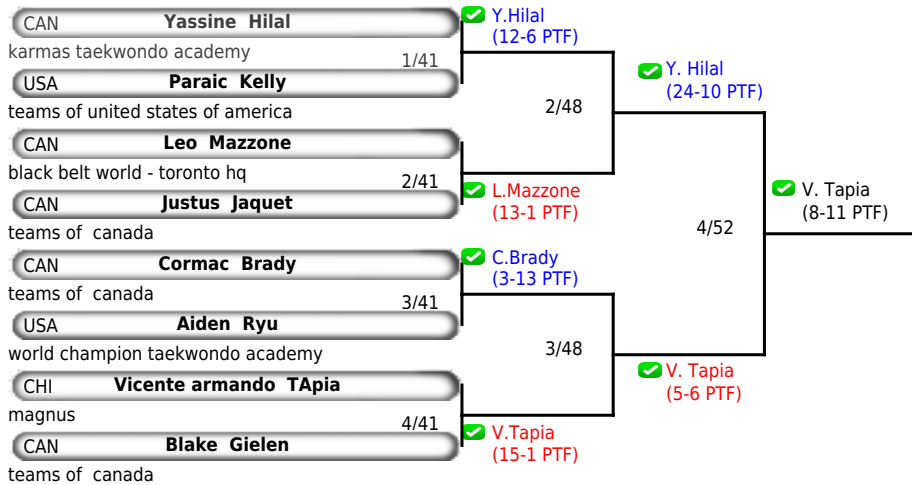 CAN Yassine Hilal
karmas taekwondo academy
1/41
USA Paraic Kelly
teams of united states of america
CAN Leo Mazzone
black belt world - toronto hq
2/41
CAN Justus Jaquet
teams of canada
CAN Cormac Brady
teams of canada
3/41
USA Aiden Ryu
world champion taekwondo academy
CHI Vicente armando TApia
magnus
4/41
CAN Blake Gielen
teams of canada
Y.Hilal
(12-6 PTF)
2/48
L.Mazzone
(13-1 PTF)
C.Brady
(3-13 PTF)
3/48
V.Tapia
(15-1 PTF)
Y. Hilal
(24-10 PTF)
4/52
V. Tapia
(5-6 PTF)
V. Tapia
(8-11 PTF)